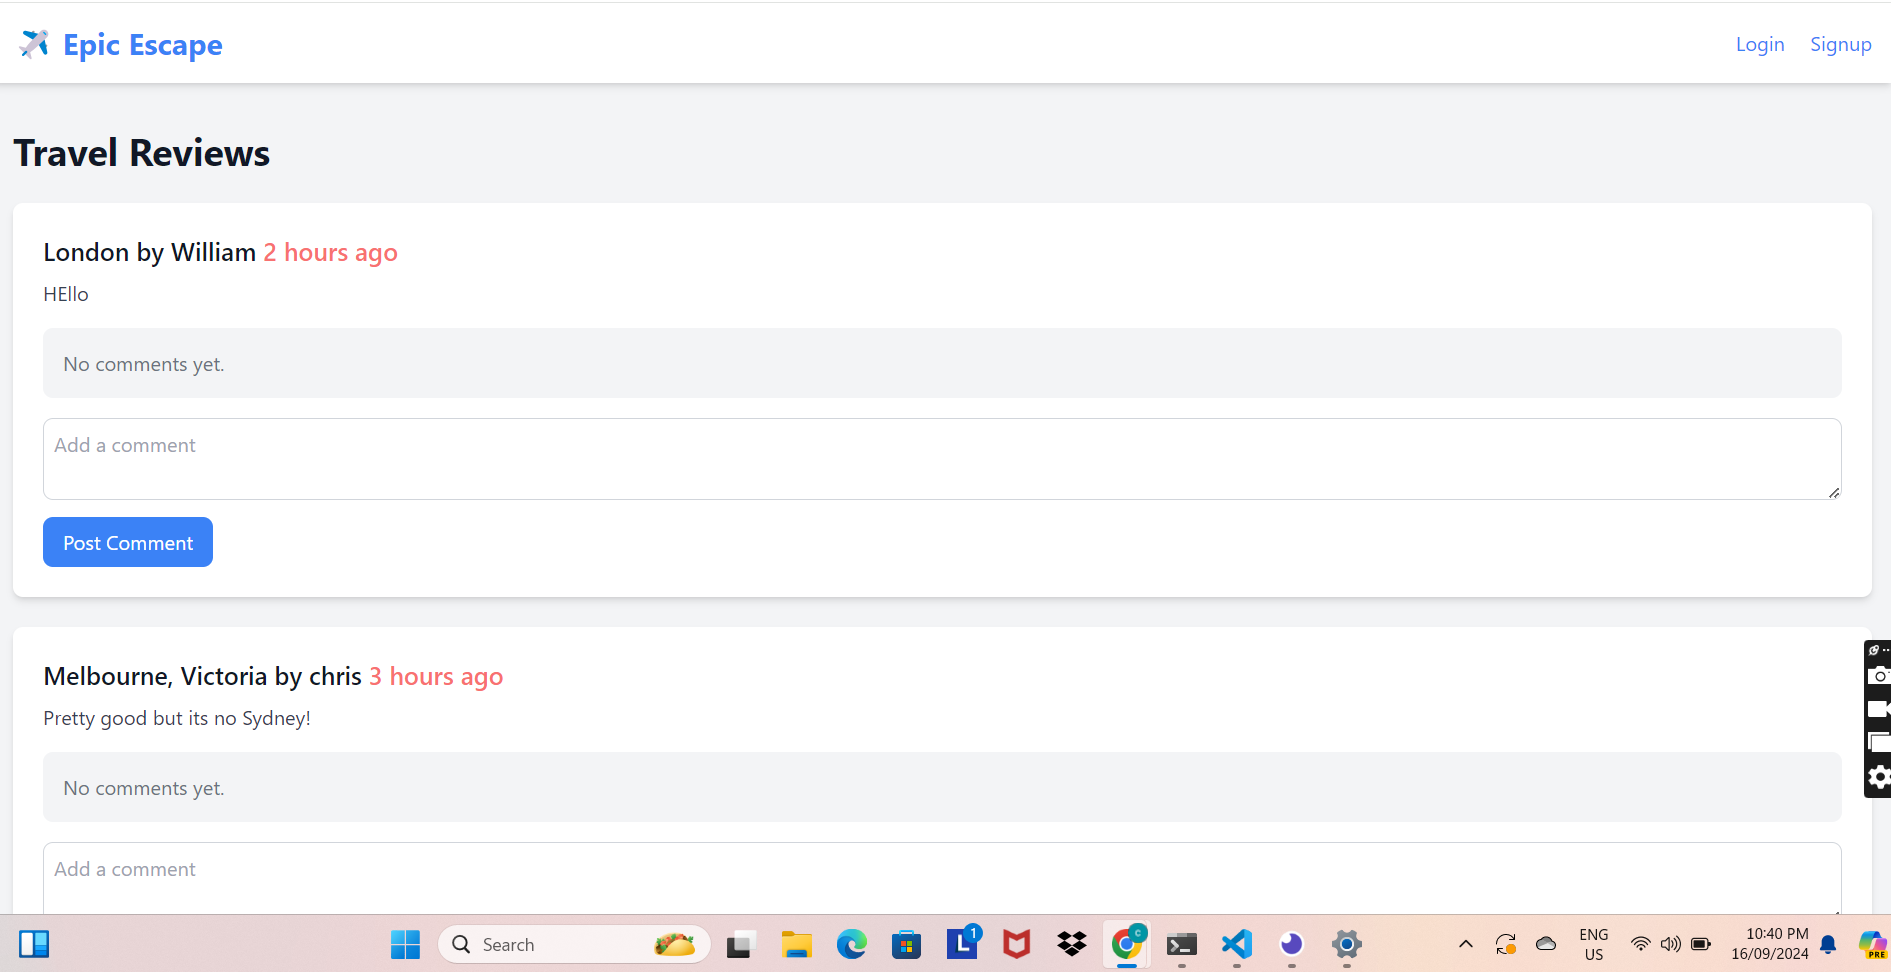 Epic Escape
Login Signup
Travel Reviews
London by William 2 hours ago
HEllo
No comments yet.
Add a comment
Post Comment
Melbourne, Victoria by chris 3 hours ago
Pretty good but its no Sydney!
No comments yet.
Add a comment
Search
L 1
C
ENG
US
10:40 PM
16/09/2024
PRE